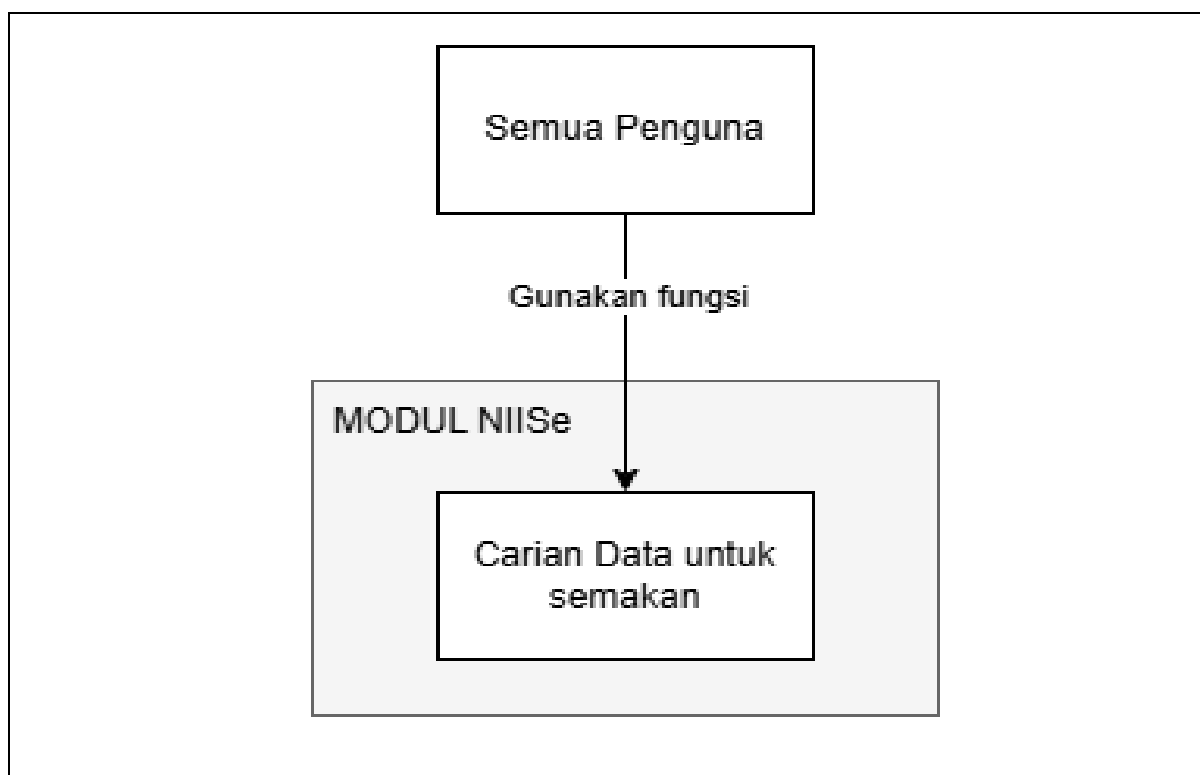 Semua Penguna
Gunakan fungsi
MODUL NIISe
Carian Data untuk
semakan